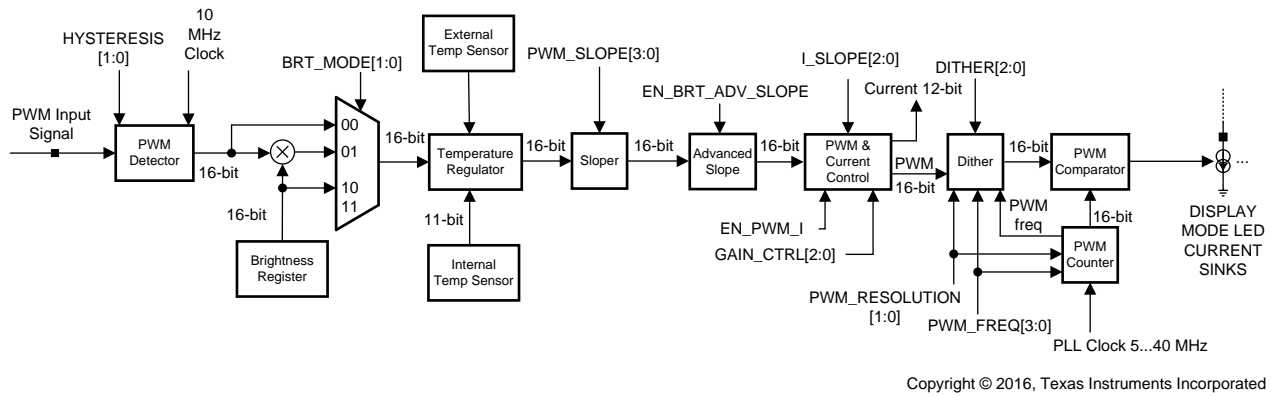 HYSTERESIS
[1:0]
10
MHz
Clock
PWM Input
Signal
PWM
Detector
16-bit
16-bit
Brightness
Register
BRT_MODE[1:0]
00
01
10
11
16-bit
External
Temp Sensor
Temperature
Regulator
11-bit
Internal
Temp Sensor
16-bit
PWM_SLOPE[3:0]
Sloper
16-bit
EN_BRT_ADV_SLOPE
Advanced
Slope
16-bit
I_SLOPE[2:0]
Current 12-bit
PWM &
Current
Control
EN_PWM_I
GAIN_CTRL[2:0]
PWM
16-bit
DITHER[2:0]
Dither
16-bit
PWM
Comparator
16-bit
PWM
freq
PWM
Counter
PWM_RESOLUTION
[1:0]
PWM_FREQ[3:0]
PLL Clock 5...40 MHz
...
DISPLAY
MODE LED
CURRENT
SINKS
Copyright © 2016, Texas Instruments Incorporated